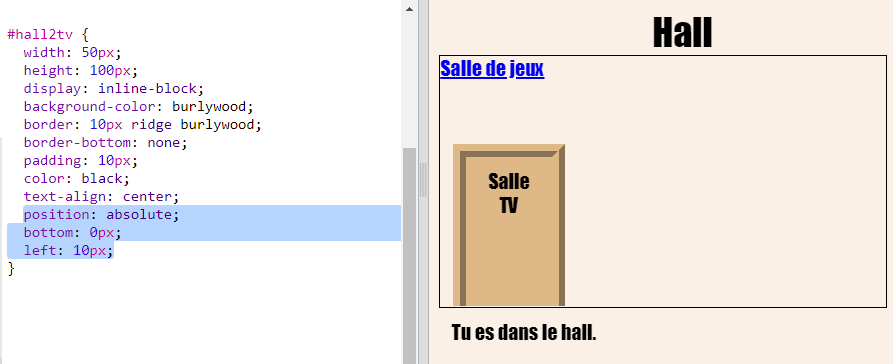 #hall2tv {
width: 50px;
height: 100px;
display: inline-block;
background-color: burlywood;
border: 10px ridge burlywood;
border-bottom: none;
padding: 10px;
color: black;
text-align: center;
position: absolute;
bottom: 0px;
left: 10px;
}
Hall
Salle de jeux
Salle
TV
Tu es dans le hall.